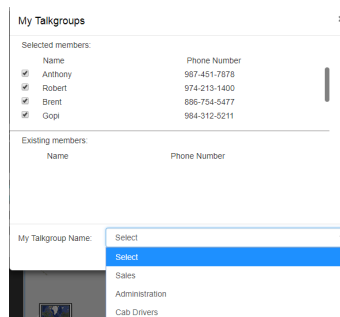 My Talkgroups
Selected members:
Name Phone Number
Anthony 987-451-7878
Robert 974-213-1400
Brent 886-754-5477
Gopi 984-312-5211
Existing members:
Name Phone Number
My Talkgroup Name: Select
Select
Sales
Administration
Cab Drivers